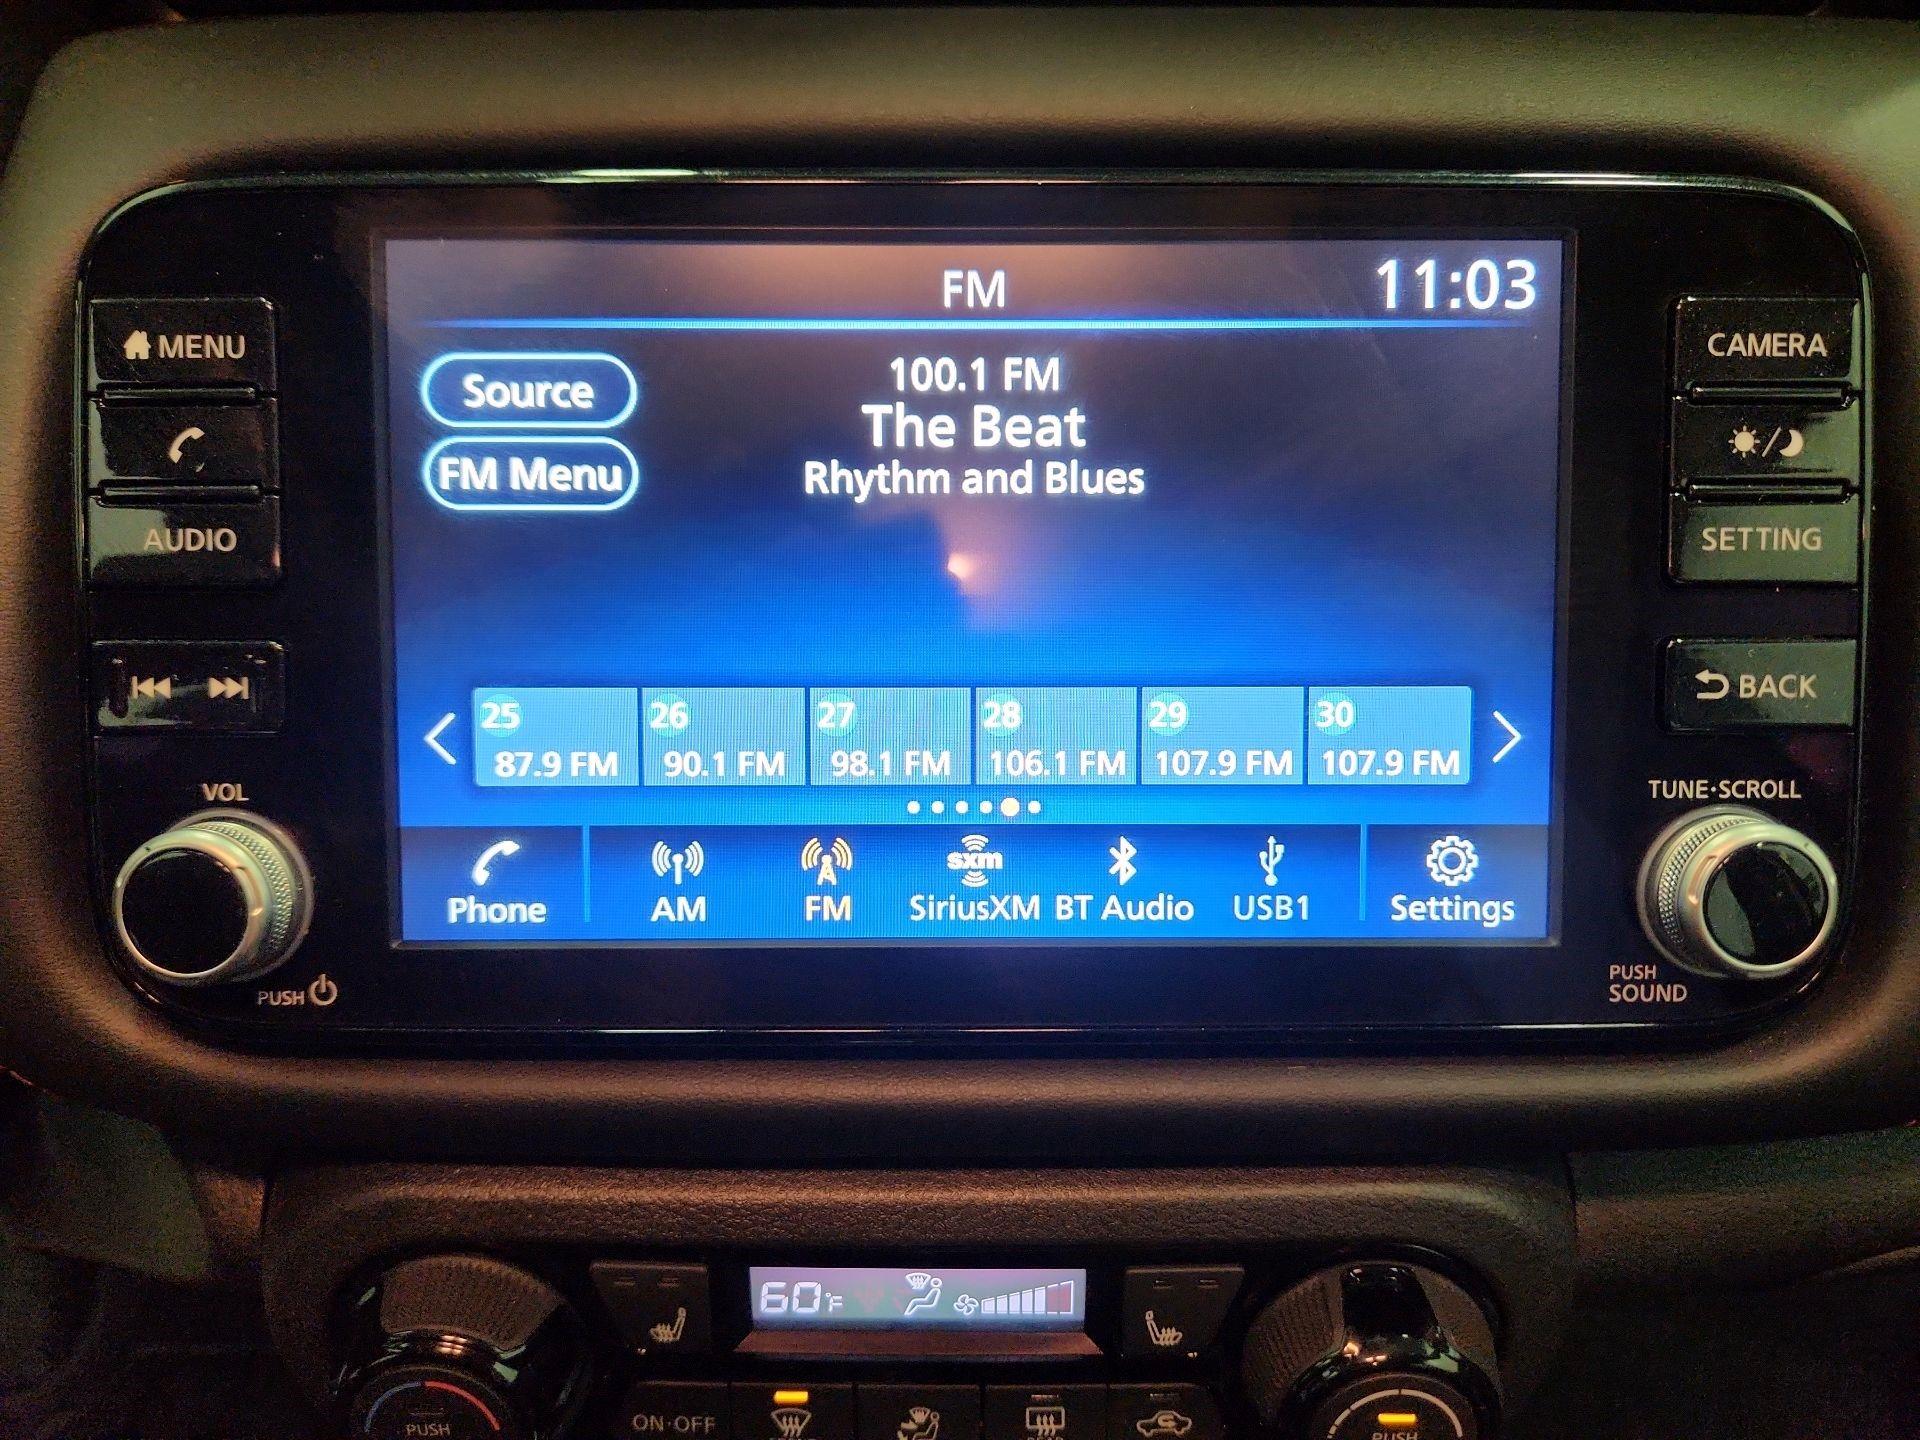 FM
11:03
MENU
CAMERA
Source
100.1 FM
The Beat
FM Menu
Rhythm and Blues
AUDIO
SETTING
BACK
25
26
27
28
29
30
87.9 FM
90.1 FM
98.1 FM
106.1 FM
107.9 FM
107.9 FM
VOL
TUNE·SCROLL
sxm
Phone
AM
FM
SiriusXM
BT Audio
USB1
Settings
PUSH
PUSH
SOUND
60°F
ON·OFF
PUSH
PUSH